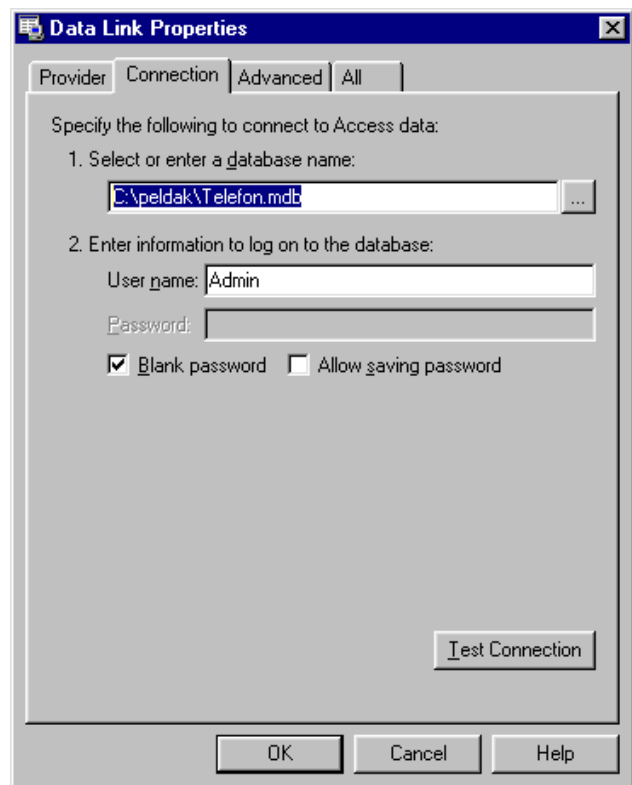 Data Link Properties
Provider Connection Advanced All
Specify the following to connect to Access data:
1. Select or enter a database name:
C:\peldak\Telefon.mdb ...
2. Enter information to log on to the database:
User name: Admin
Password:
Blank password Allow saving password
Test Connection
OK Cancel Help